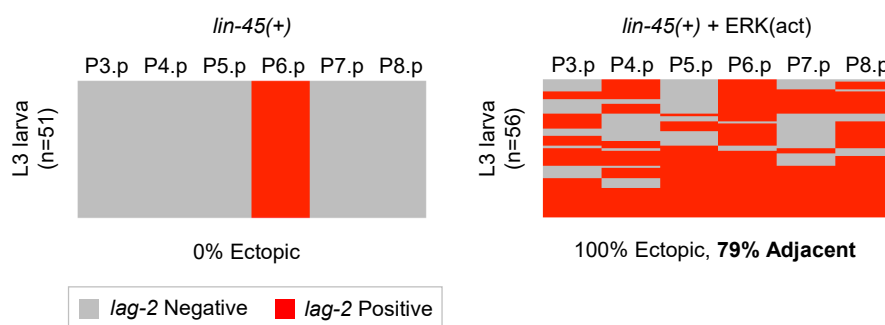 lin-45(+)
P3.p P4.p P5.p P6.p P7.p P8.p
L3 larva
(n=51)
0% Ectopic
lin-45(+) + ERK(act)
P3.p P4.p P5.p P6.p P7.p P8.p
L3 larva
(n=56)
100% Ectopic, 79% Adjacent
lag-2 Negative lag-2 Positive